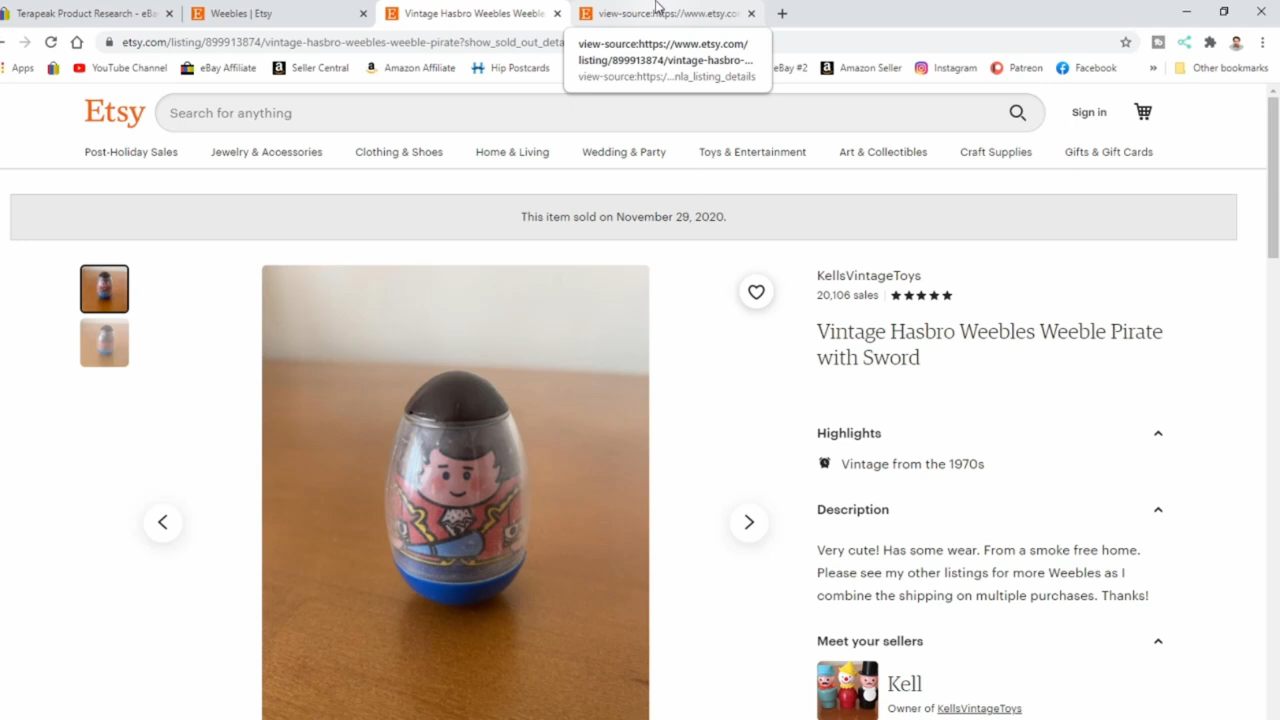 Terapeak Product Research - eBa
Weebles | Etsy
Vintage Hasbro Weebles Weeble
view-source:https://www.etsy.co
etsy.com/listing/899913874/vintage-hasbro-weebles-weeble-pirate?show_sold_out_deta
view-source:https://www.etsy.com/
listing/899913874/vintage-hasbro-...
view-source:https:/...nla_listing_details
Apps
YouTube Channel
eBay Affiliate
Seller Central
Amazon Affiliate
Hip Postcards
eBay #2
Amazon Seller
Instagram
Patreon
Facebook
»
Other bookmarks
Etsy
Search for anything
Sign in
Post-Holiday Sales
Jewelry & Accessories
Clothing & Shoes
Home & Living
Wedding & Party
Toys & Entertainment
Art & Collectibles
Craft Supplies
Gifts & Gift Cards
This item sold on November 29, 2020.
KellsVintageToys
20,106 sales | ★★★★★
Vintage Hasbro Weebles Weeble Pirate
with Sword
Highlights
Vintage from the 1970s
Description
Very cute! Has some wear. From a smoke free home.
Please see my other listings for more Weebles as I
combine the shipping on multiple purchases. Thanks!
Meet your sellers
Kell
Owner of KellsVintageToys